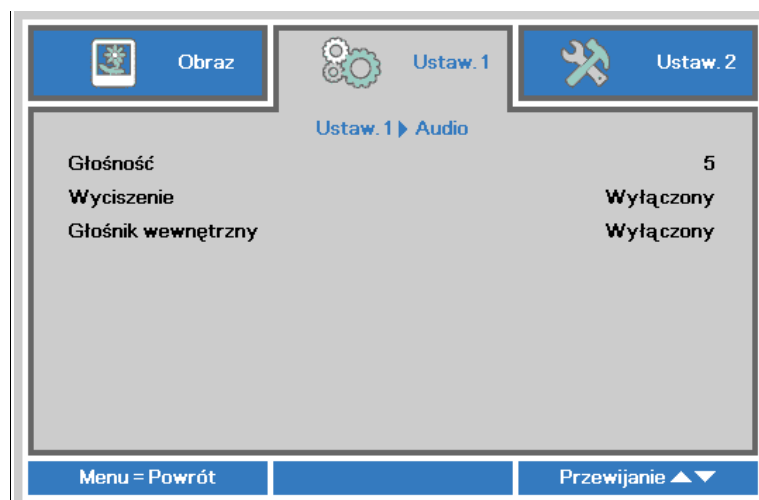 Obraz
Ustaw. 1
Ustaw. 2
Ustaw. 1 ▶ Audio
Głośność 5
Wyciszenie Wyłączony
Głośnik wewnętrzny Wyłączony
Menu = Powrót
Przewijanie ▲▼